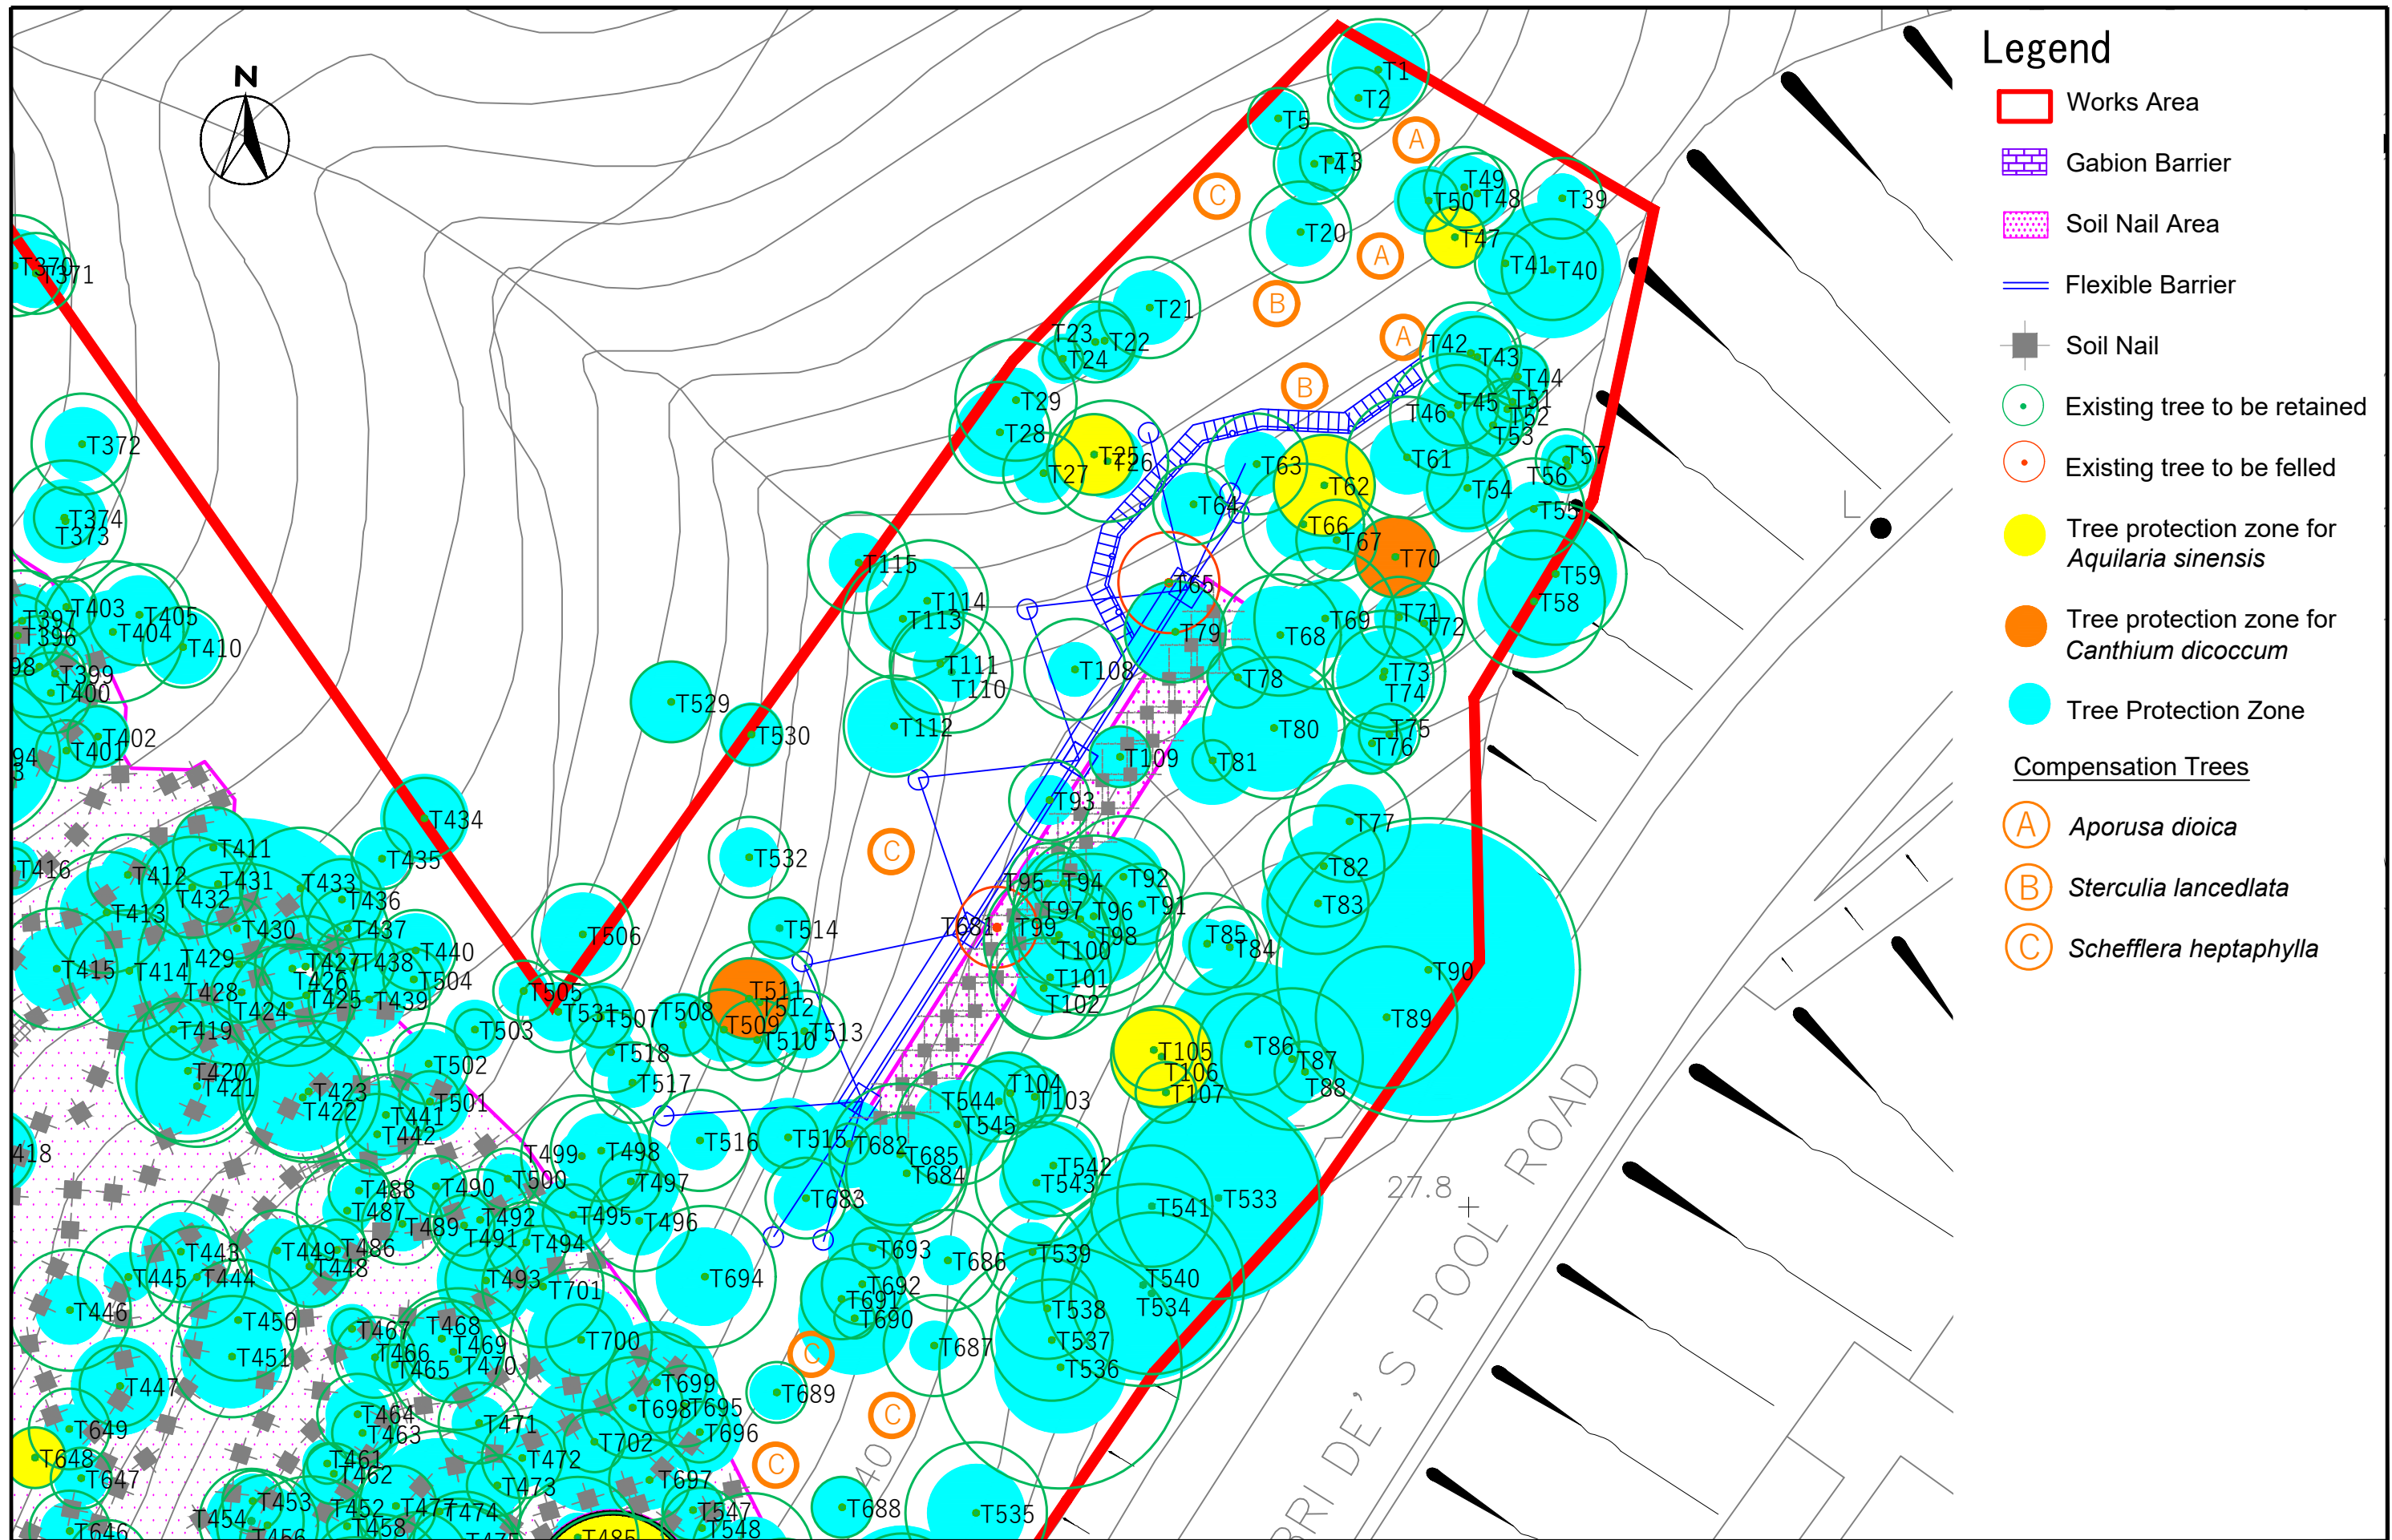 N
Legend
Works Area
Gabion Barrier
Soil Nail Area
Flexible Barrier
Soil Nail
Existing tree to be retained
Existing tree to be felled
Tree protection zone for
Aquilaria sinensis
Tree protection zone for
Canthium dicoccum
Tree Protection Zone
Compensation Trees
A Aporusa dioica
B Sterculia lancedlata
C Schefflera heptaphylla
T1
T2
T5
T3
T4
A
C
T49
T48
T50
T39
T20
T47
A
T41
T40
T370
T371
B
T21
T23
T22
T24
A
T42
T43
T44
B
T29
T45
T46
T51
T52
T53
T28
T372
T25
T26
T27
T63
T61
T57
T56
T62
T54
T64
T55
T374
T373
T66
T67
T70
T115
T65
T59
T58
T114
T113
T403
T405
T397
T396
T404
T410
T79
T68
T69
T71
T72
98
T399
T400
T111
T110
T108
T78
T73
T74
T529
T112
T80
T75
T76
T530
T402
T401
94
3
T109
T81
T93
T434
T77
T411
T435
T532
C
T82
T416
T412
T431
T432
T433
T436
T95
T94
T92
T413
T97
T96
T91
T83
T430
T437
T506
T514
T681
T99
T98
T100
T85
T84
T440
T415
T414
T429
T427
T438
T426
T504
T101
T90
T428
T425
T439
T505
T511
T512
T102
T424
T531
T507
T508
T509
T510
T513
T89
T419
T503
T518
T105
T106
T107
T86
T87
T88
T420
T421
T502
T517
T423
T422
T501
T441
T442
T544
T104
T103
T545
418
T499
T498
T516
T515
T682
T685
T684
T542
T543
T500
T497
T488
T490
T487
T683
T541
T533
27.8
T489
T492
T495
T496
T491
T494
T443
T449
T486
T448
T693
T686
T539
T445
T444
T493
T701
T694
T692
T691
T690
T540
T534
T446
T450
T467
T468
T469
T700
T538
T537
T451
T466
T465
T470
C
T687
T536
T447
T699
T689
T464
T463
T471
T698
T695
C
T649
T702
T696
T648
T647
T461
T462
T472
T473
T697
C
40
T453
T454
T452
T458
T477
T474
T547
T548
T688
T535
T646
T456
T475
T485
BRIDE'S POOL ROAD